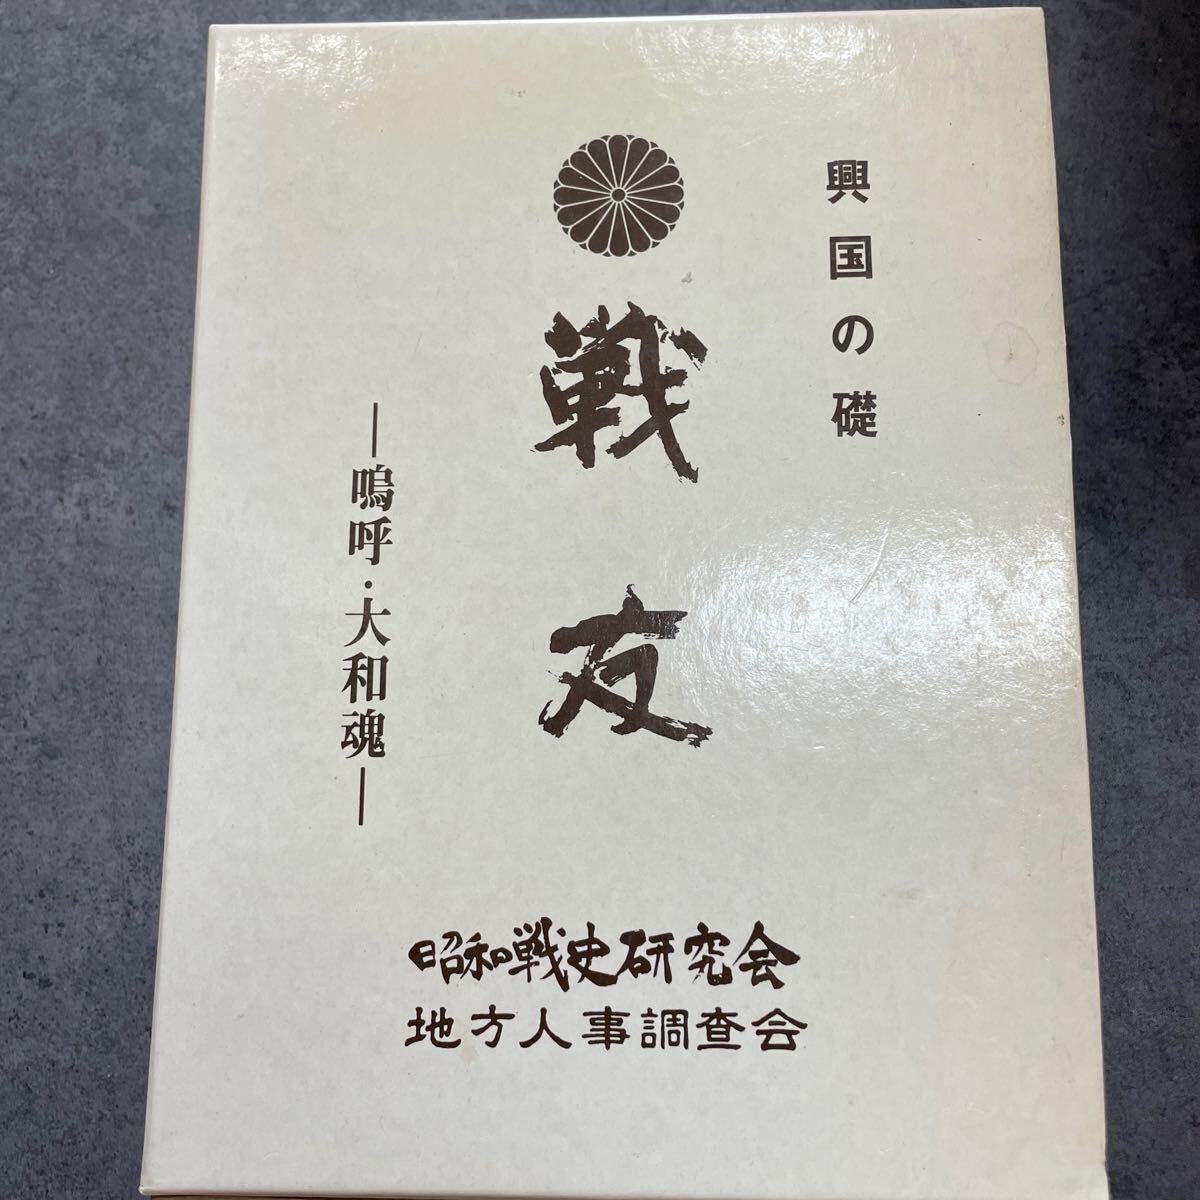 興国の礎
戦友
―嗚呼・大和魂―
昭和戦史研究会
地方人事調査会